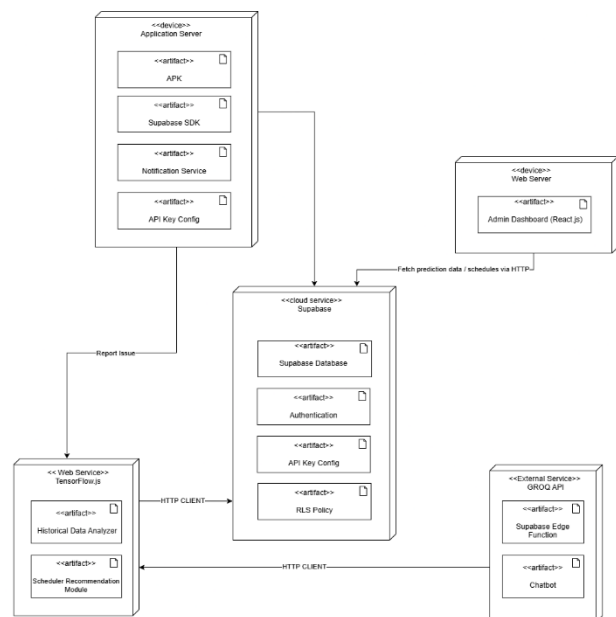 <<device>>
Application Server
<<artifact>>
APK
<<artifact>>
Supabase SDK
<<artifact>>
Notification Service
<<artifact>>
API Key Config
<<device>>
Web Server
<<artifact>>
Admin Dashboard (React.js)
Fetch prediction data / schedules via HTTP
<<cloud service>>
Supabase
<<artifact>>
Supabase Database
<<artifact>>
Authentication
<<artifact>>
API Key Config
<<artifact>>
RLS Policy
Report Issue
<< Web Service>>
TensorFlow.js
<<artifact>>
Historical Data Analyzer
<<artifact>>
Scheduler Recommendation
Module
HTTP CLIENT
<<External Service>>
GROQ API
<<artifact>>
Supabase Edge
Function
<<artifact>>
Chatbot
HTTP CLIENT